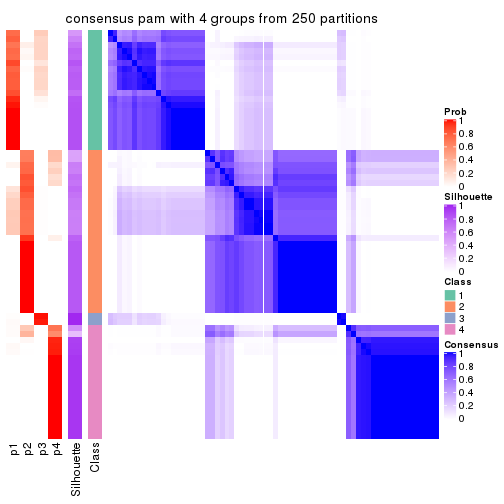 consensus pam with 4 groups from 250 partitions
Prob
1
0.8
0.6
0.4
0.2
0
Silhouette
1
0.8
0.6
0.4
0.2
0
Class
1
2
3
4
Consensus
1
0.8
0.6
0.4
0.2
0
p1
p2
p3
p4
Silhouette
Class